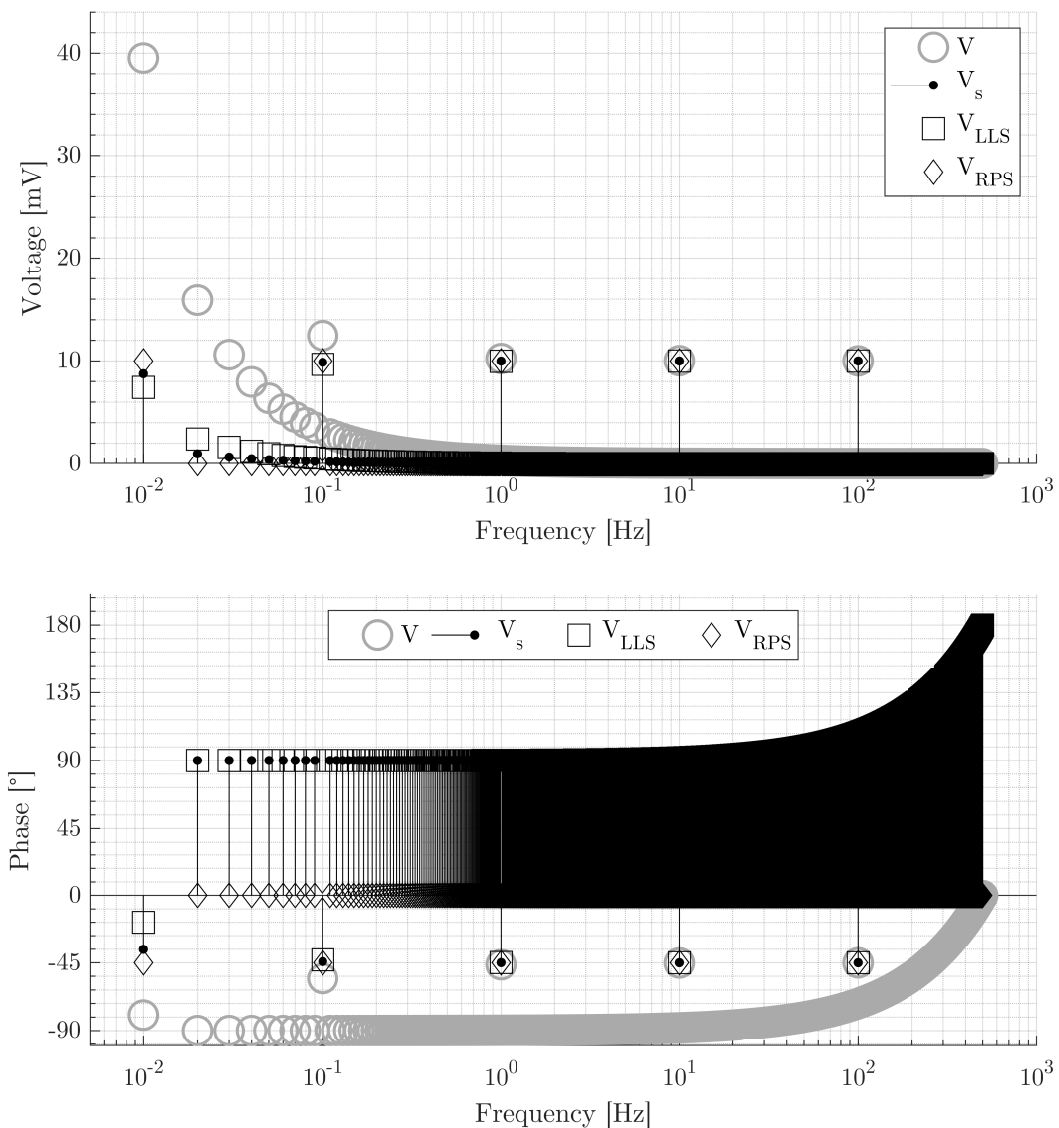 40
30
20
10
0
Voltage [mV]
V
V_s
V_LLS
V_RPS
10^-2 10^-1 10^0 10^1 10^2 10^3
Frequency [Hz]
180
135
90
45
0
-45
-90
Phase [°]
V V_s V_LLS V_RPS
10^-2 10^-1 10^0 10^1 10^2 10^3
Frequency [Hz]